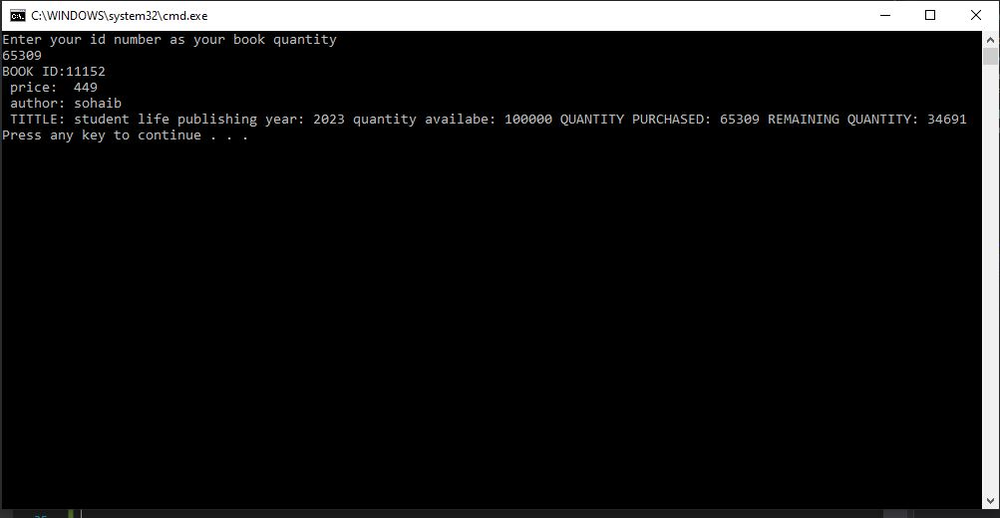 C:\WINDOWS\system32\cmd.exe
Enter your id number as your book quantity
65309
BOOK ID:11152
 price:  449
 author: sohaib
 TITTLE: student life publishing year: 2023 quantity availabe: 100000 QUANTITY PURCHASED: 65309 REMAINING QUANTITY: 34691
Press any key to continue . . .